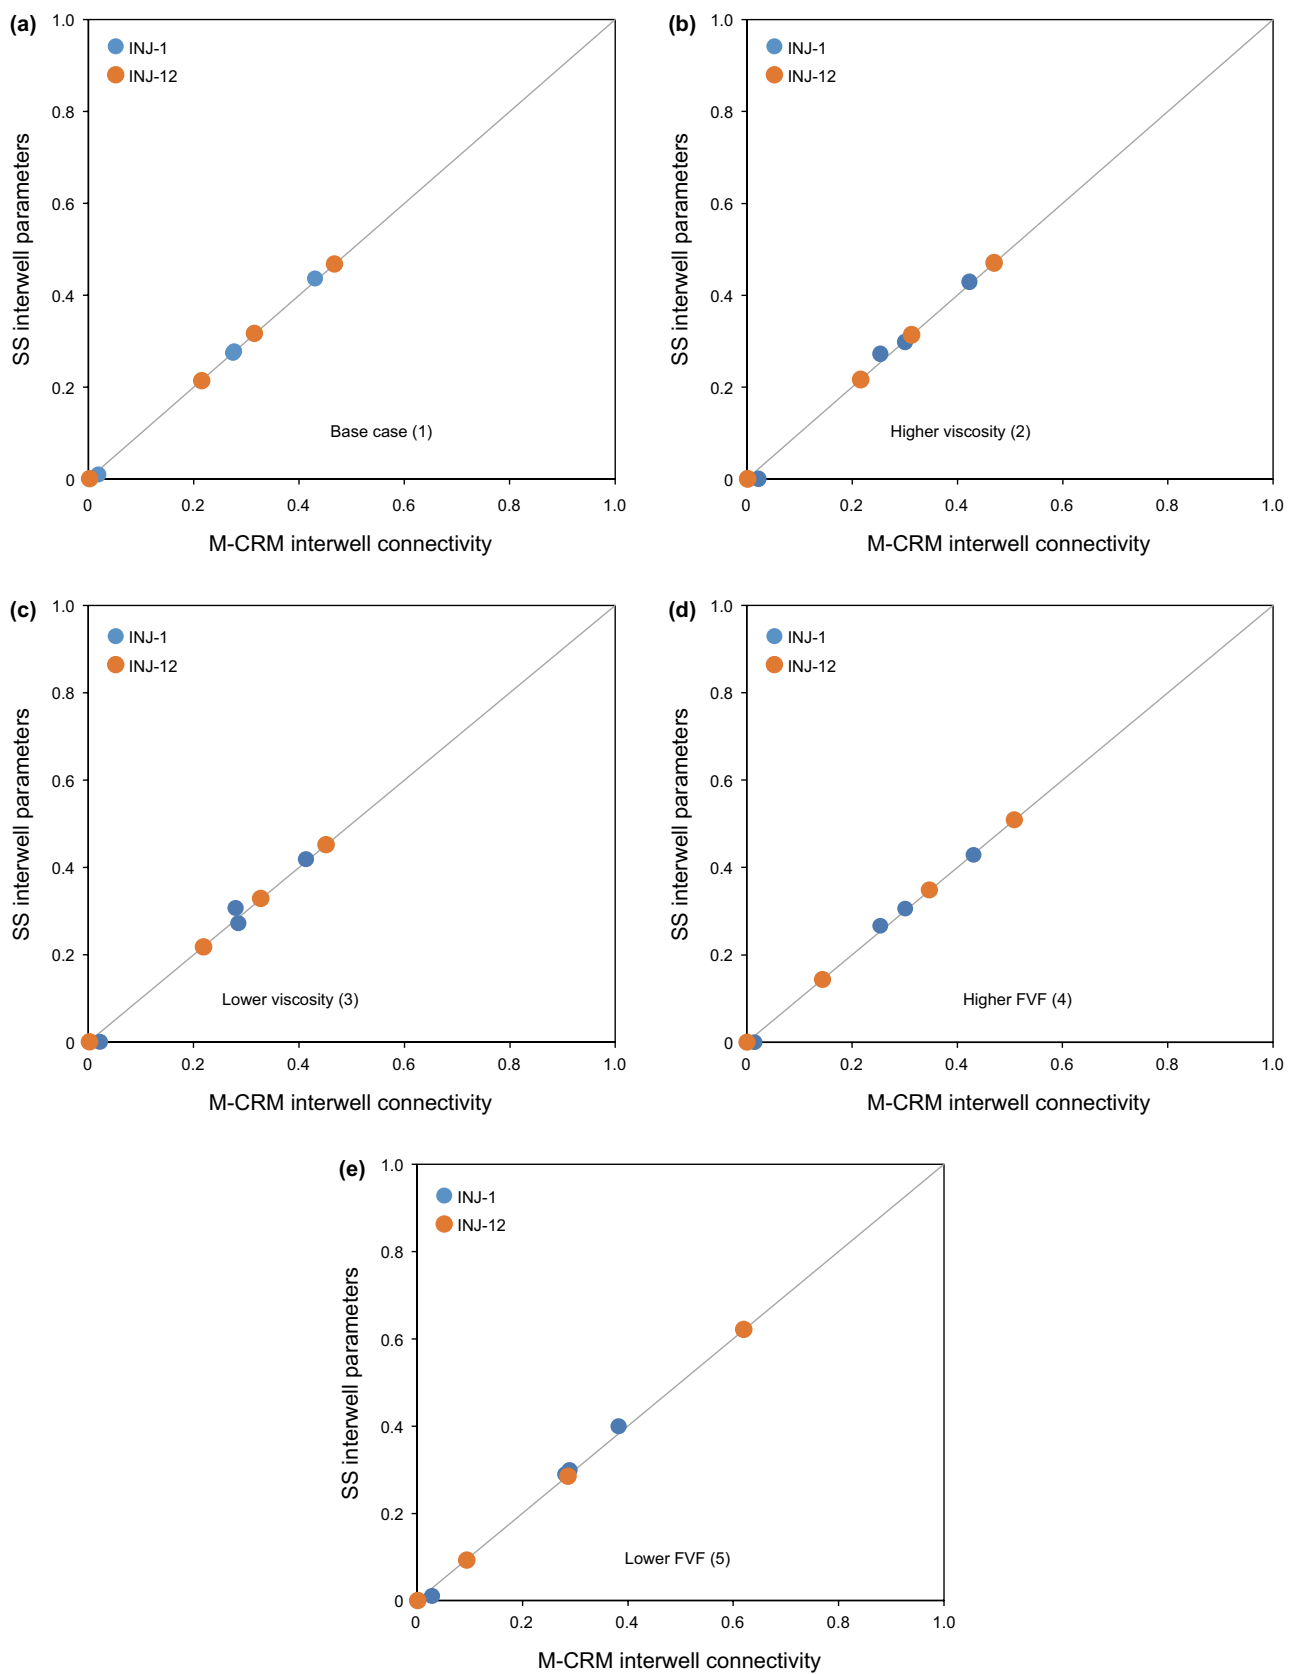 (a)
1.0
INJ-1
INJ-12
0.8
0.6
0.4
0.2
0
SS interwell parameters
Base case (1)
0 0.2 0.4 0.6 0.8 1.0
M-CRM interwell connectivity
(b)
1.0
INJ-1
INJ-12
0.8
0.6
0.4
0.2
0
SS interwell parameters
Higher viscosity (2)
0 0.2 0.4 0.6 0.8 1.0
M-CRM interwell connectivity
(c)
1.0
INJ-1
INJ-12
0.8
0.6
0.4
0.2
0
SS interwell parameters
Lower viscosity (3)
0 0.2 0.4 0.6 0.8 1.0
M-CRM interwell connectivity
(d)
1.0
INJ-1
INJ-12
0.8
0.6
0.4
0.2
0
SS interwell parameters
Higher FVF (4)
0 0.2 0.4 0.6 0.8 1.0
M-CRM interwell connectivity
(e)
1.0
INJ-1
INJ-12
0.8
0.6
0.4
0.2
0
SS interwell parameters
Lower FVF (5)
0 0.2 0.4 0.6 0.8 1.0
M-CRM interwell connectivity